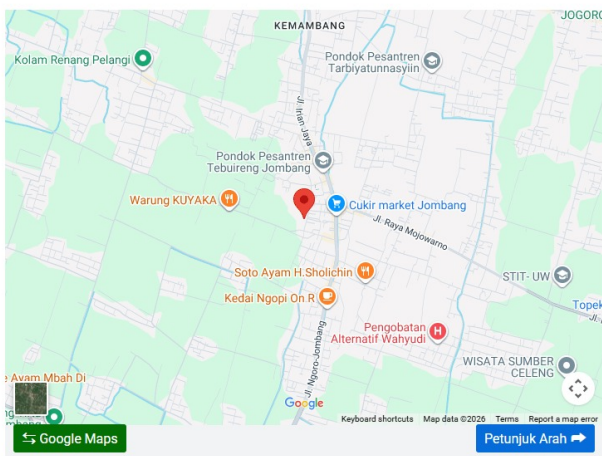 JOGORO
KEMAMBANG
Kolam Renang Pelangi
Pondok Pesantren
Tarbiyatunnasyiin
Jl. Irian Jaya
Pondok Pesantren
Tebuireng Jombang
Warung KUYAKA
Cukir market Jombang
Jl. Raya Mojowarno
Soto Ayam H.Sholichin
STIT- UW
Kedai Ngopi On R
Topek
Pengobatan
Alternatif Wahyudi
Jl. Ngoro-Jombang
WISATA SUMBER
CELENG
Ayam Mbah Di
Google
Keyboard shortcuts Map data ©2026 Terms Report a map error
Google Maps
Petunjuk Arah